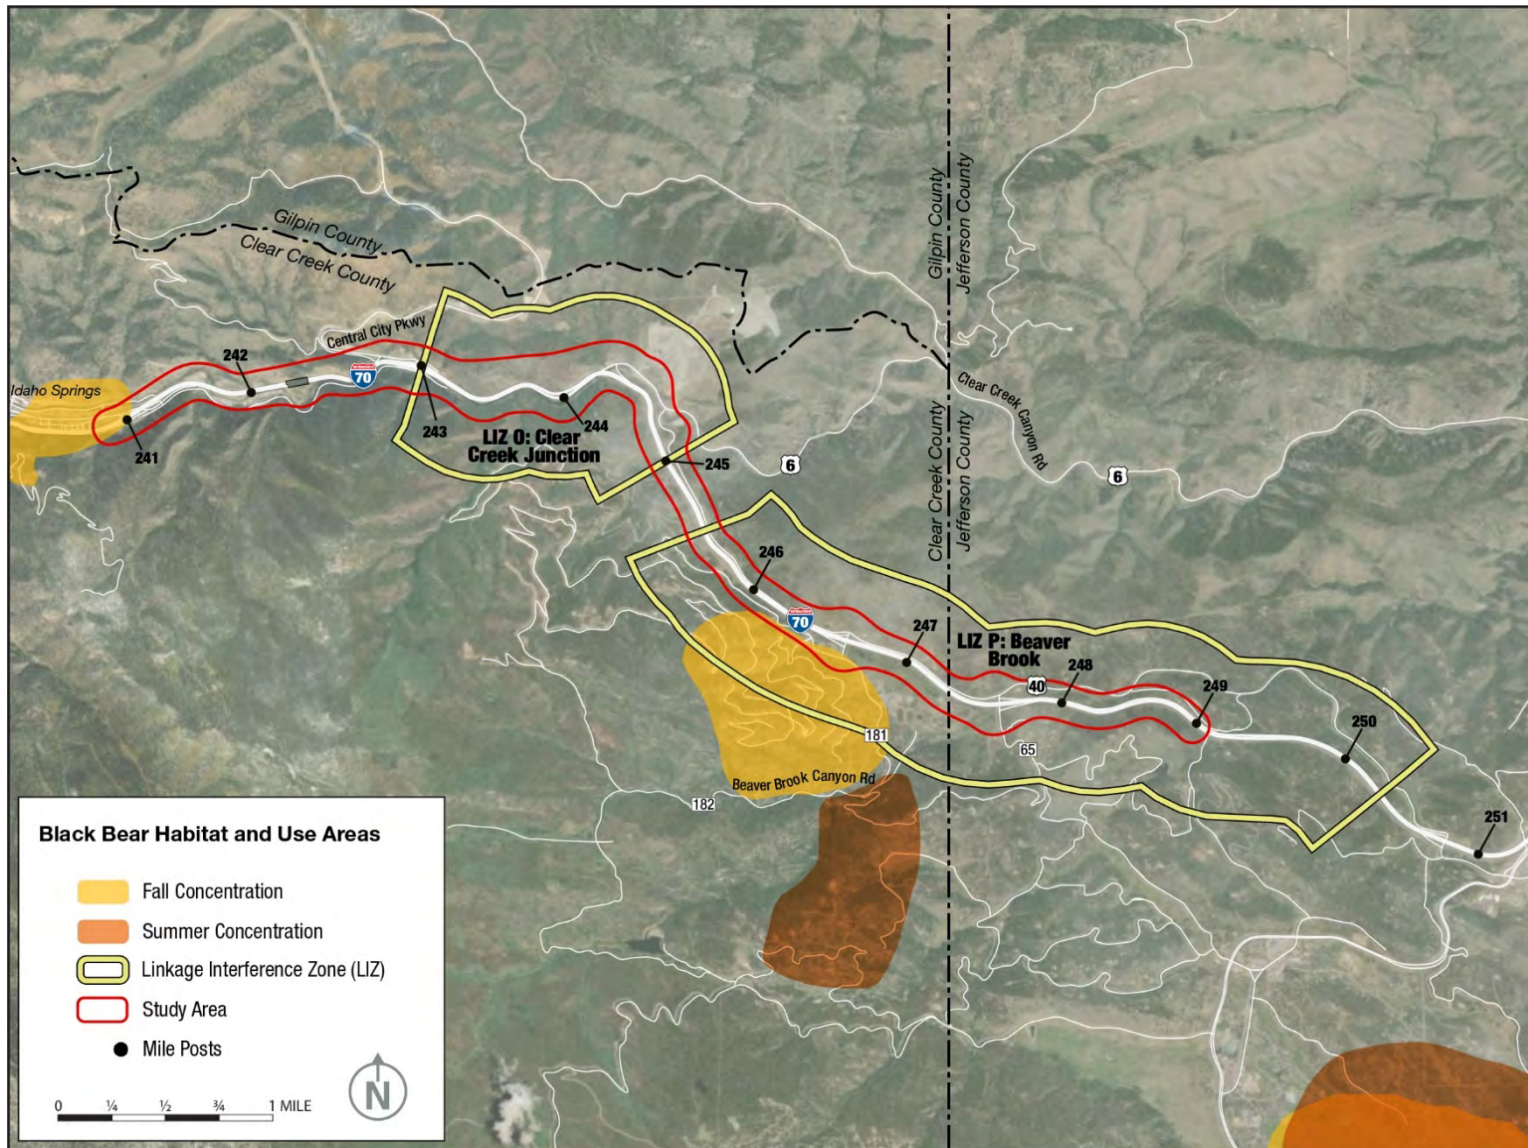 Gilpin County
Clear Creek County
Gilpin County
Jefferson County
Central City Pkwy
Idaho Springs
242
70
241
243
244
LIZ O: Clear
Creek Junction
245
6
Clear Creek Canyon Rd
6
Clear Creek County
Jefferson County
246
70
247
LIZ P: Beaver
Brook
40
248
249
250
181
65
Beaver Brook Canyon Rd
182
251
Black Bear Habitat and Use Areas
Fall Concentration
Summer Concentration
Linkage Interference Zone (LIZ)
Study Area
Mile Posts
0 ¼ ½ ¾ 1 MILE
N